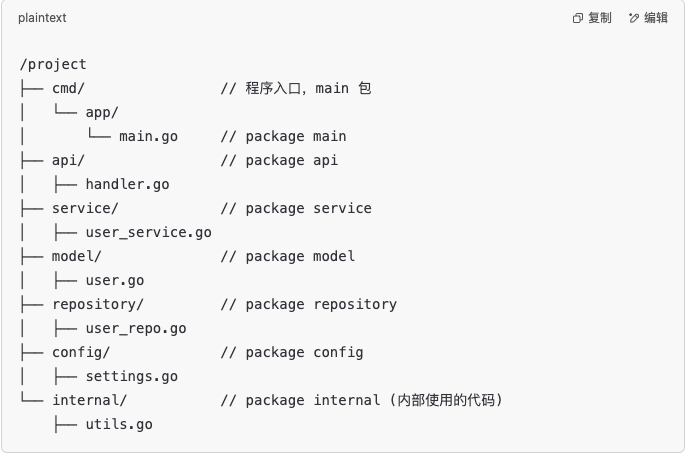 plaintext 复制 编辑
/project
├── cmd/                // 程序入口，main 包
│   └── app/
│       └── main.go     // package main
├── api/                // package api
│   ├── handler.go
├── service/            // package service
│   ├── user_service.go
├── model/              // package model
│   ├── user.go
├── repository/         // package repository
│   ├── user_repo.go
├── config/             // package config
│   ├── settings.go
└── internal/           // package internal (内部使用的代码)
    ├── utils.go